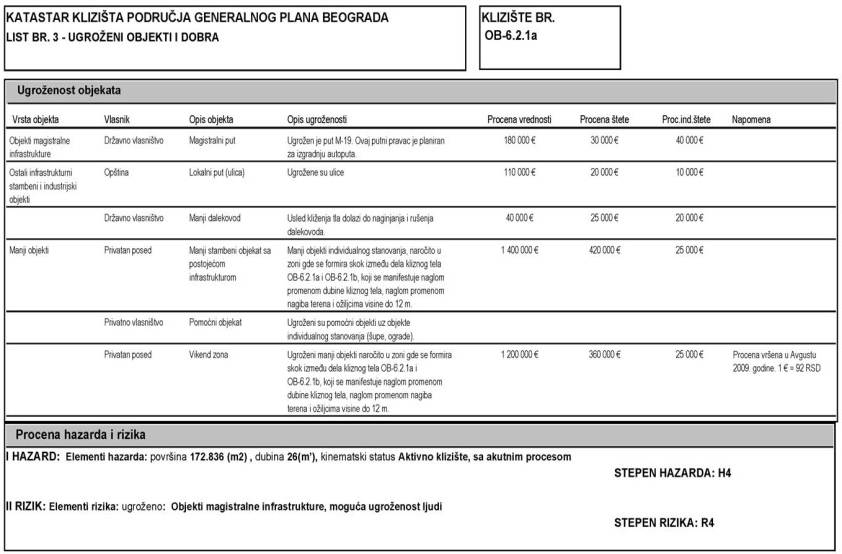 KATASTAR KLIZIŠTA PODRUČJA GENERALNOG PLANA BEOGRADA
LIST BR. 3 - UGROŽENI OBJEKTI I DOBRA
KLIZIŠTE BR.
OB-6.2.1a
Ugroženost objekata
Vrsta objekta Vlasnik Opis objekta Opis ugroženosti Procena vrednosti Procena štete Proc.ind.štete Napomena
Objekti magistralne Državno vlasništvo Magistralni put Ugrožen je put M-19. Ovaj putni pravac je planiran 180 000 € 30 000 € 40 000 €
infrastrukture za izgradnju autoputa.
Ostali infrastrukturni Opština Lokalni put (ulica) Ugrožene su ulice 110 000 € 20 000 € 10 000 €
stambeni i industrijski
objekti
Državno vlasništvo Manji dalekovod Usled kliženja tla dolazi do naginjanja i rušenja 40 000 € 25 000 € 20 000 €
dalekovoda.
Manji objekti Privatan posed Manji stambeni objekat sa Manji objekti individualnog stanovanja, naročito u 1 400 000 € 420 000 € 25 000 €
postojećom zoni gde se formira skok između dela kliznog tela
infrastrukturom OB-6.2.1a i OB-6.2.1b, koji se manifestuje naglom
promenom dubine kliznog tela, naglom promenom
nagiba terena i ožiljcima visine do 12 m.
Privatno vlasništvo Pomoćni objekat Ugroženi su pomoćni objekti uz objekte
individualnog stanovanja (šupe, ograde).
Privatan posed Vikend zona Ugroženi manji objekti naročito u zoni gde se formira 1 200 000 € 360 000 € 25 000 € Procena vršena u Avgustu
skok između dela kliznog tela OB-6.2.1a i 2009. godine. 1 € = 92 RSD
OB-6.2.1b, koji se manifestuje naglom promenom
dubine kliznog tela, naglom promenom nagiba
terena i ožiljcima visine do 12 m.
Procena hazarda i rizika
I HAZARD: Elementi hazarda: površina 172.836 (m2) , dubina 26(m'), kinematski status Aktivno klizište, sa akutnim procesom
STEPEN HAZARDA: H4
II RIZIK: Elementi rizika: ugroženo: Objekti magistralne infrastrukture, moguća ugroženost ljudi
STEPEN RIZIKA: R4